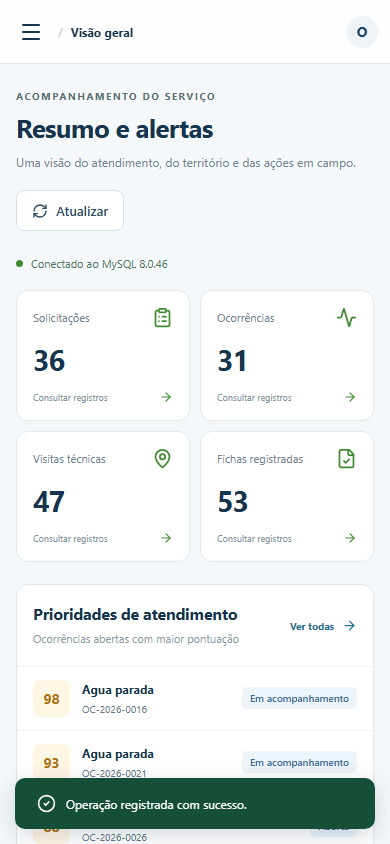 / Visão geral
O
ACOMPANHAMENTO DO SERVIÇO
Resumo e alertas
Uma visão do atendimento, do território e das ações em campo.
Atualizar
Conectado ao MySQL 8.0.46
Solicitações
36
Consultar registros
Ocorrências
31
Consultar registros
Visitas técnicas
47
Consultar registros
Fichas registradas
53
Consultar registros
Prioridades de atendimento
Ocorrências abertas com maior pontuação
Ver todas
98
Agua parada
OC-2026-0016
Em acompanhamento
93
Agua parada
OC-2026-0021
Em acompanhamento
Operação registrada com sucesso.
OC-2026-0026